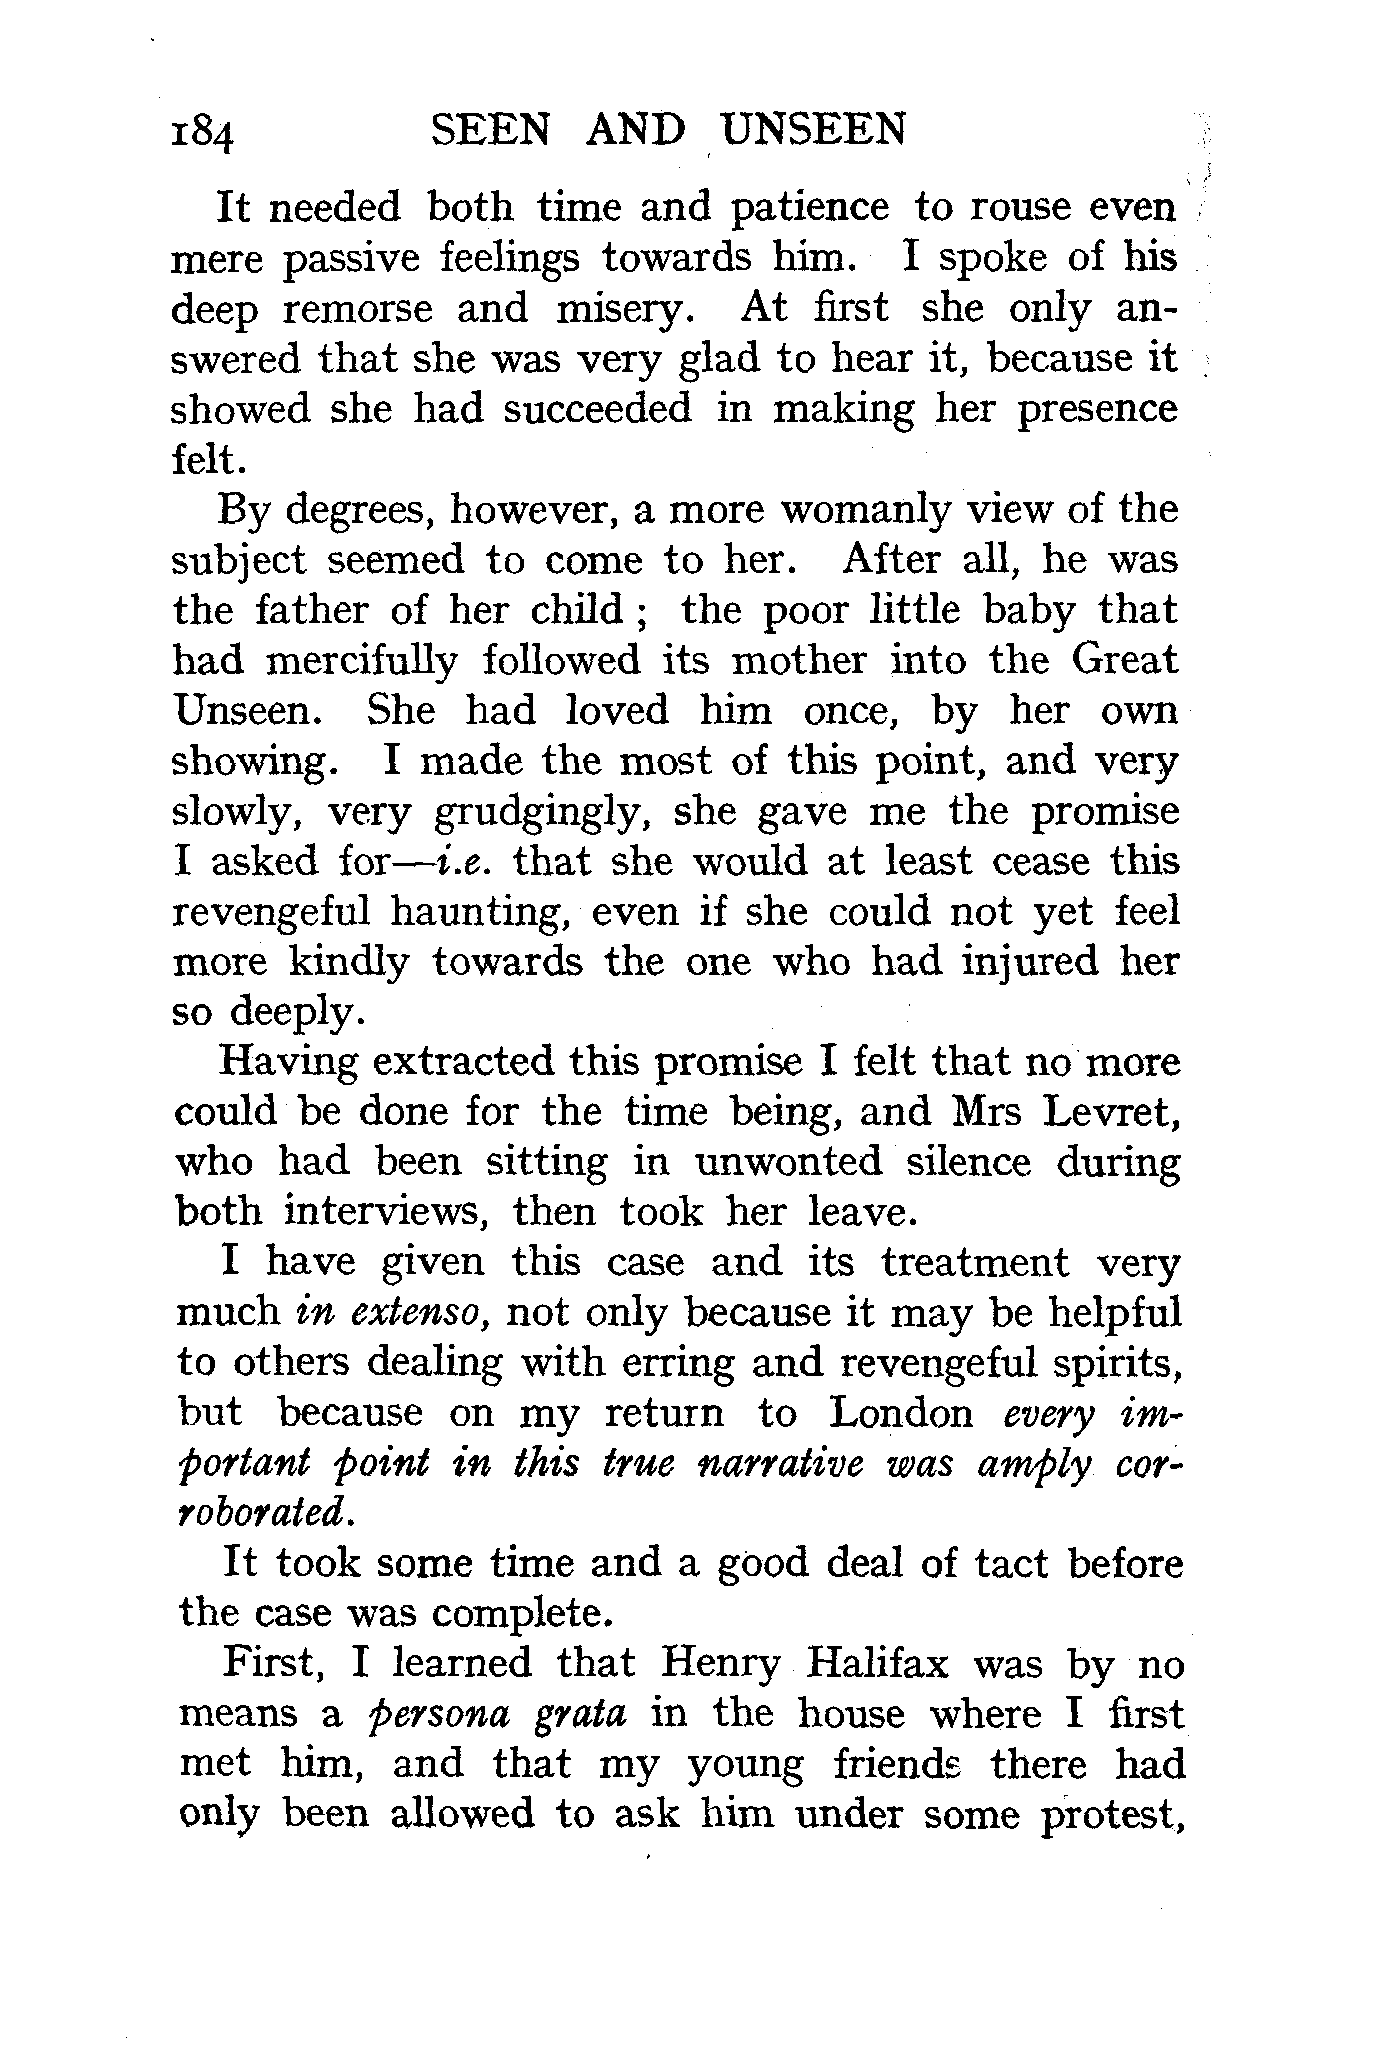 184 SEEN AND UNSEEN
It needed both time and patience to rouse even
mere passive feelings towards him. I spoke of his
deep remorse and misery. At first she only an-
swered that she was very glad to hear it, because it
showed she had succeeded in making her presence
felt.
By degrees, however, a more womanly view of the
subject seemed to come to her. After all, he was
the father of her child ; the poor little baby that
had mercifully followed its mother into the Great
Unseen. She had loved him once, by her own
showing. I made the most of this point, and very
slowly, very grudgingly, she gave me the promise
I asked for—i.e. that she would at least cease this
revengeful haunting, even if she could not yet feel
more kindly towards the one who had injured her
so deeply.
Having extracted this promise I felt that no more
could be done for the time being, and Mrs Levret,
who had been sitting in unwonted silence during
both interviews, then took her leave.
I have given this case and its treatment very
much in extenso, not only because it may be helpful
to others dealing with erring and revengeful spirits,
but because on my return to London every im-
portant point in this true narrative was amply cor-
roborated.
It took some time and a good deal of tact before
the case was complete.
First, I learned that Henry Halifax was by no
means a persona grata in the house where I first
met him, and that my young friends there had
only been allowed to ask him under some protest,